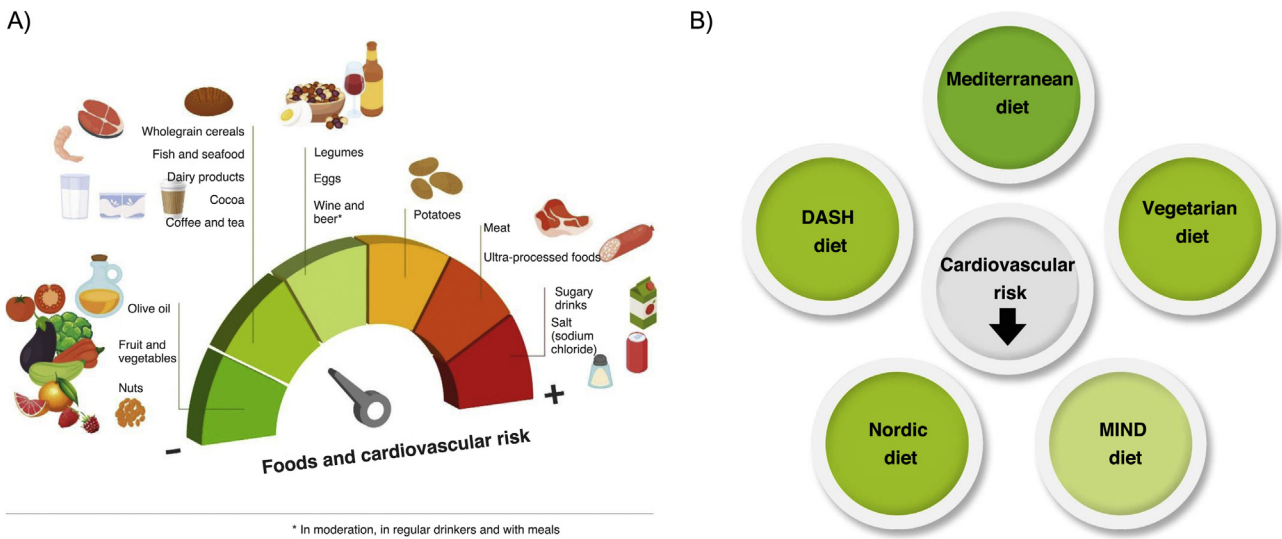 A)
Wholegrain cereals
Fish and seafood
Dairy products
Cocoa
Coffee and tea
Legumes
Eggs
Wine and
beer*
Potatoes
Meat
Ultra-processed foods
Sugary
drinks
Salt
(sodium
chloride)
Olive oil
Fruit and
vegetables
Nuts
−
+
Foods and cardiovascular risk
* In moderation, in regular drinkers and with meals
B)
Mediterranean
diet
DASH
diet
Vegetarian
diet
Cardiovascular
risk
Nordic
diet
MIND
diet